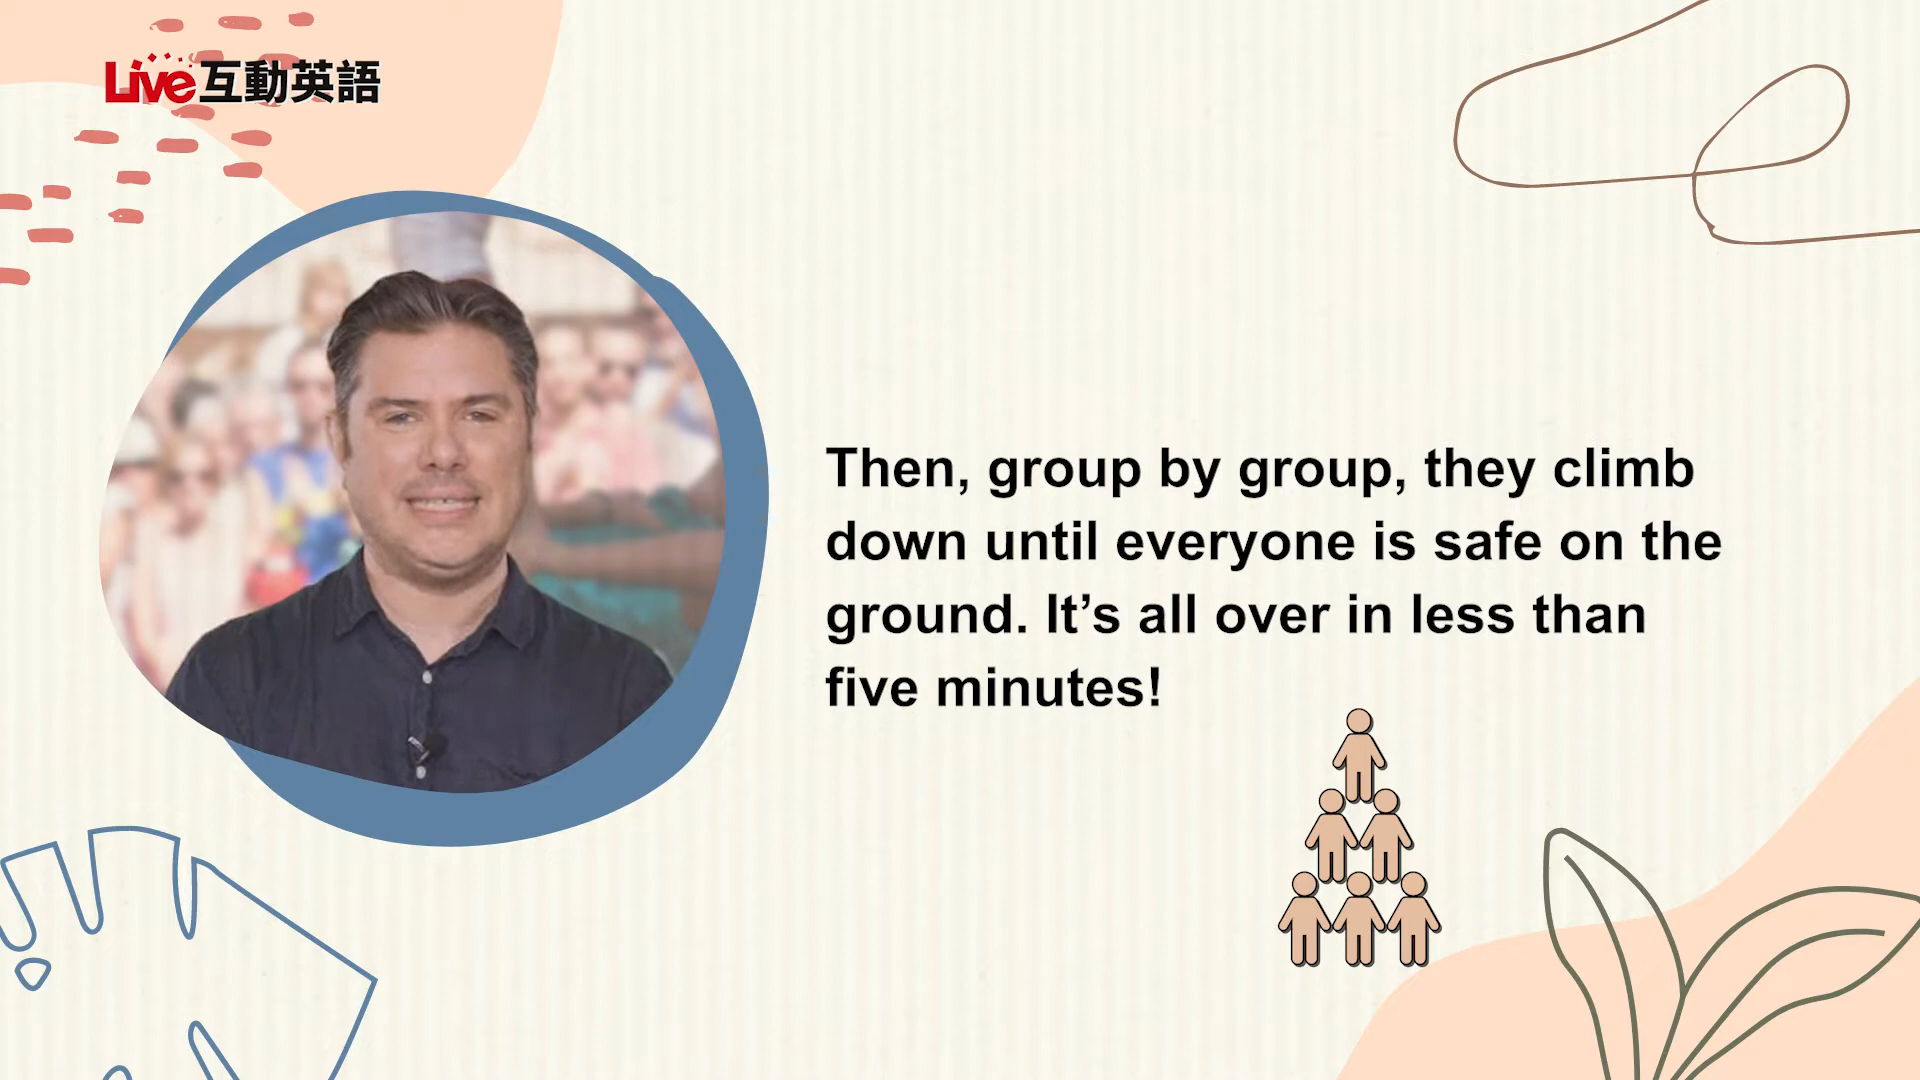 Live互動英語
Then, group by group, they climb
down until everyone is safe on the
ground. It’s all over in less than
five minutes!